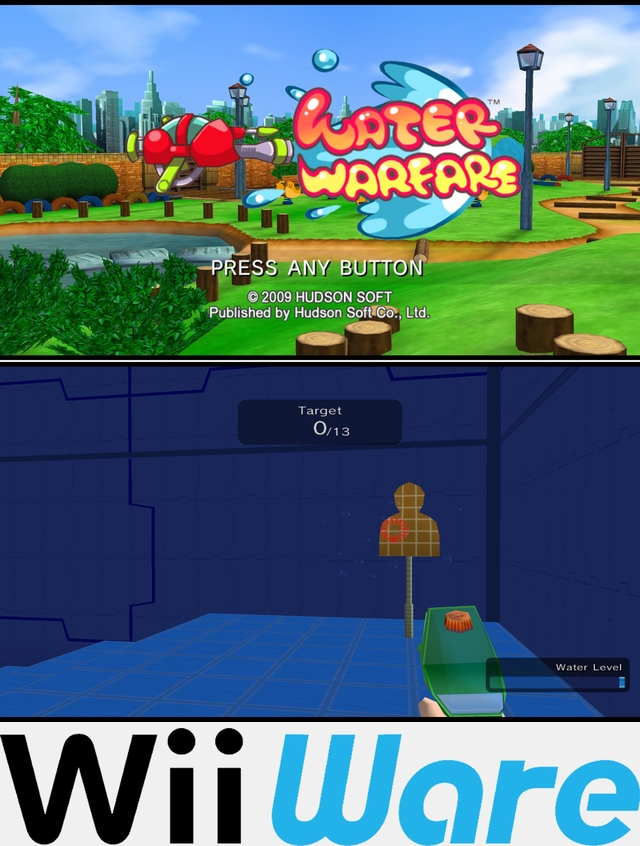 WATER
WARFARE™
PRESS ANY BUTTON
© 2009 HUDSON SOFT
Published by Hudson Soft Co., Ltd.
Target
0/13
Water Level
WiiWare